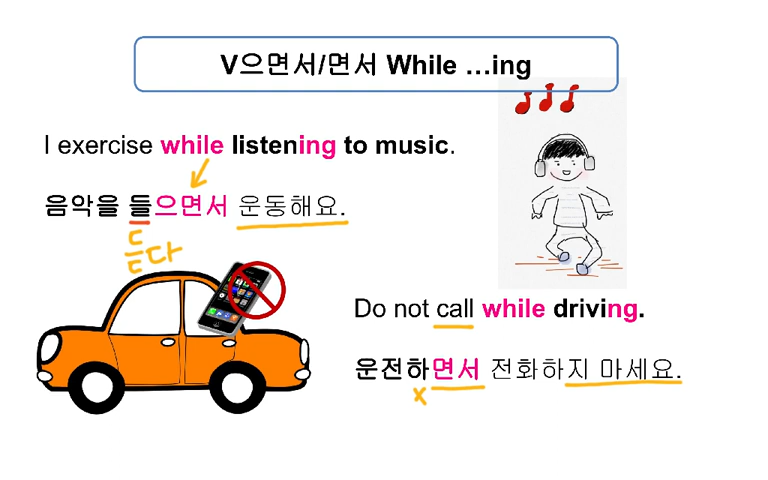 V으면서/면서 While ...ing
I exercise while listening to music.
음악을 들으면서 운동해요.
듣다
Do not call while driving.
운전하면서 전화하지 마세요.
x